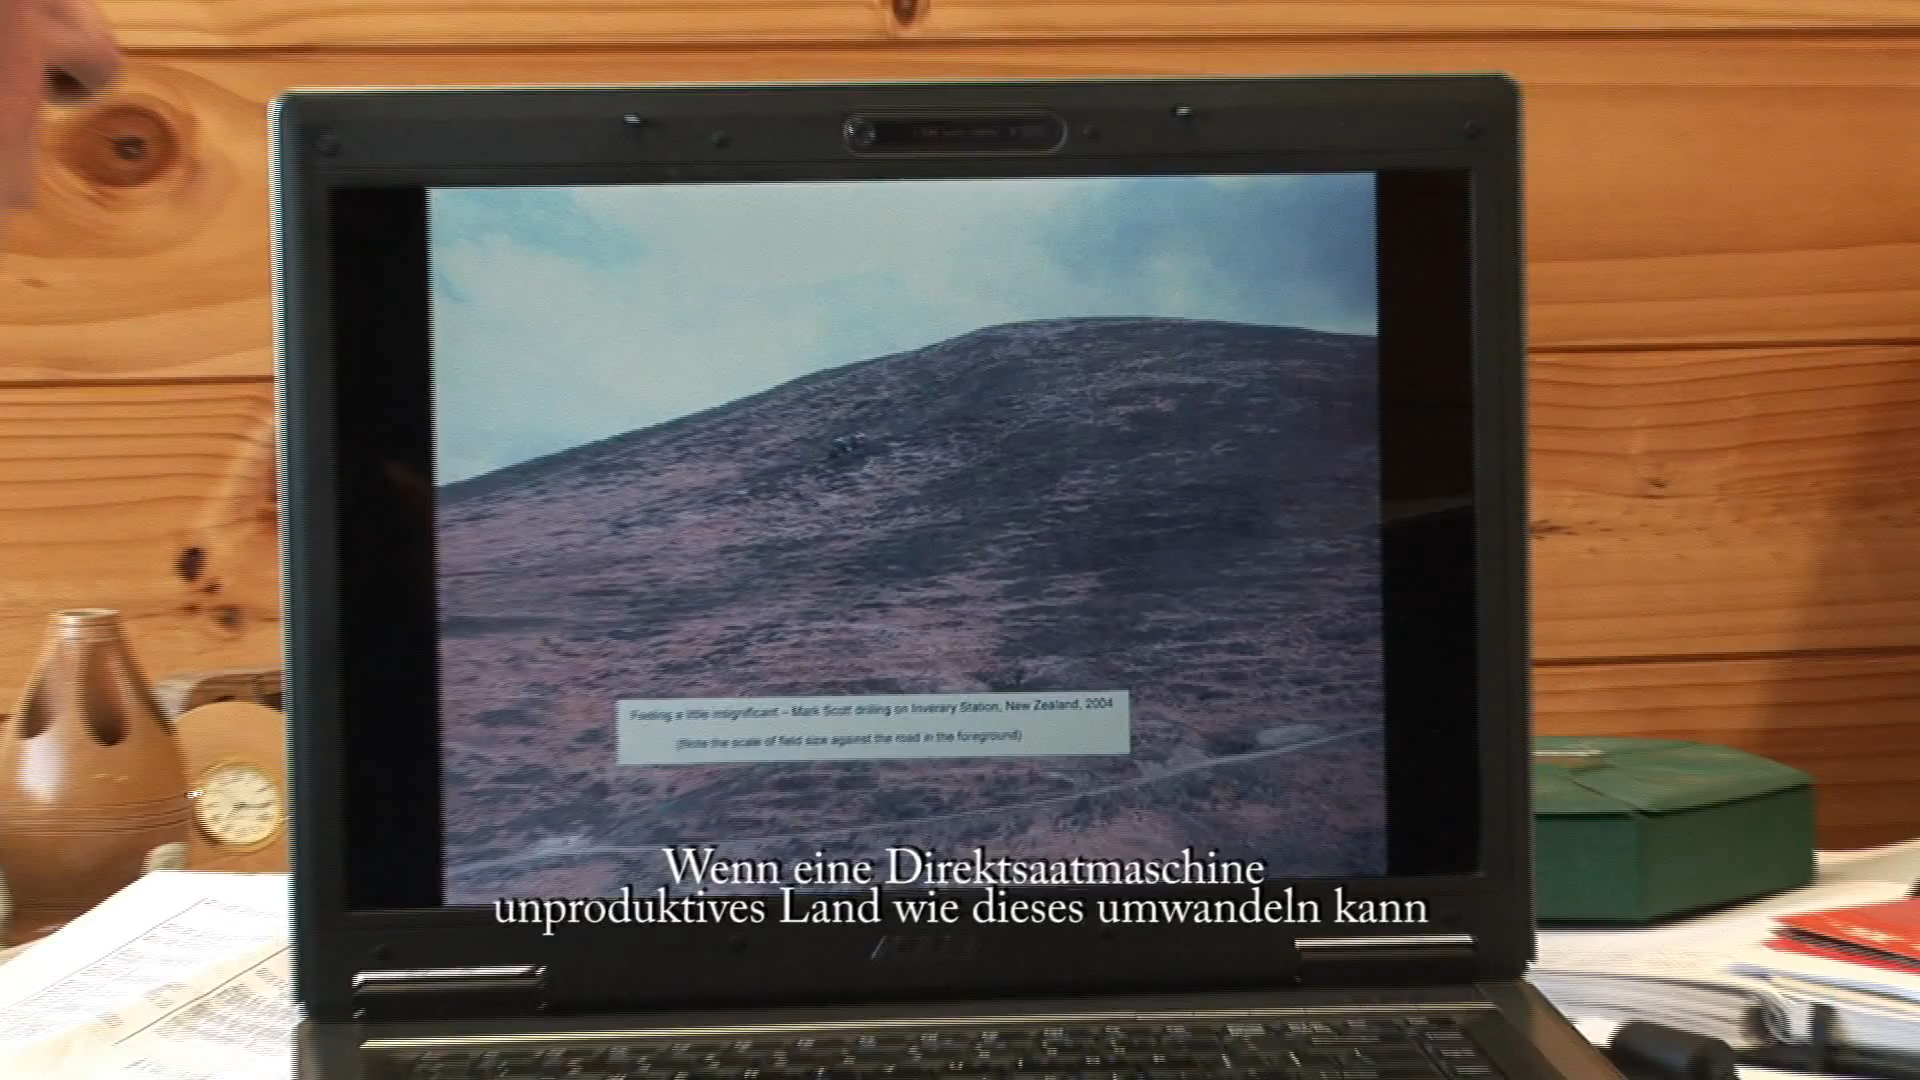 Feeling a little insignificant – Mark Scott drilling on Inverary Station, New Zealand, 2004
(Note the scale of field size against the road in the foreground)
Wenn eine Direktsaatmaschine
unproduktives Land wie dieses umwandeln kann